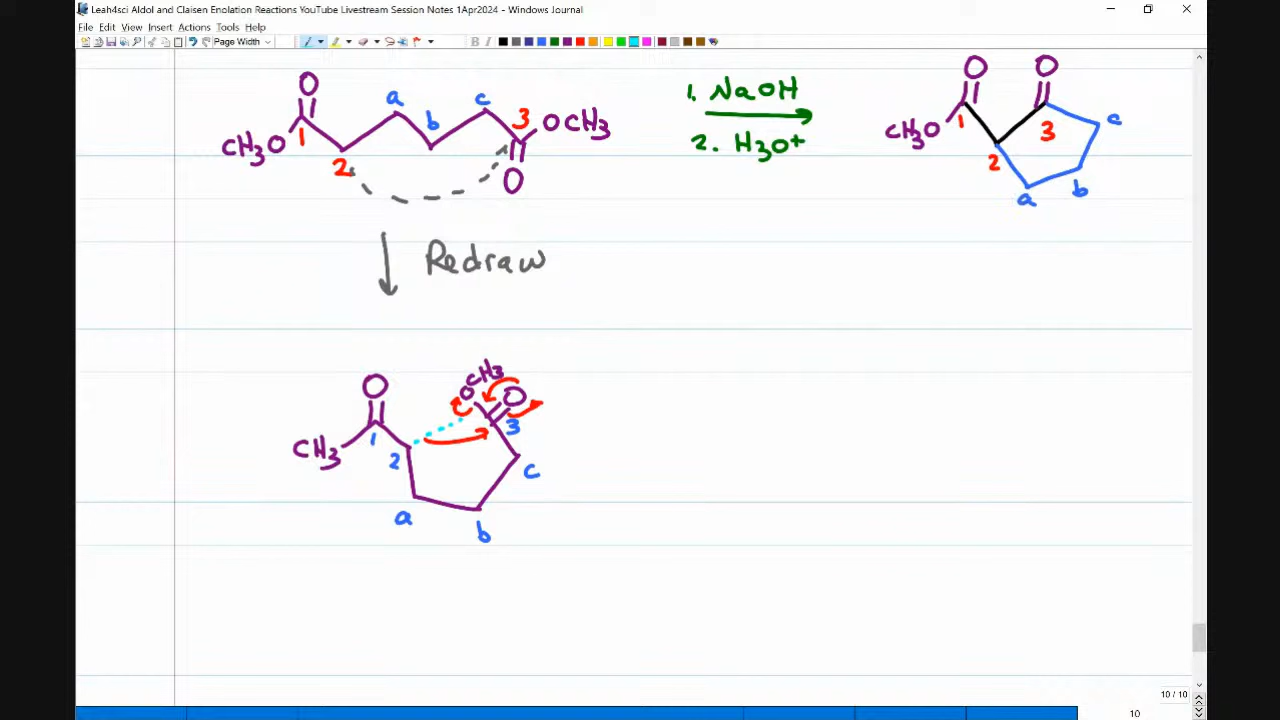 Leah4sci Aldol and Claisen Enolation Reactions YouTube Livestream Session Notes 1Apr2024 - Windows Journal
File Edit View Insert Actions Tools Help
Page Width
B I
O a c 3 OCH3
CH3O 1 2 b O
1. NaOH
2. H3O+
O O
CH3O 1 3 c
2 a b
Redraw
OCH3
O O
CH3 1 2 3
c
a b
10 / 10
10